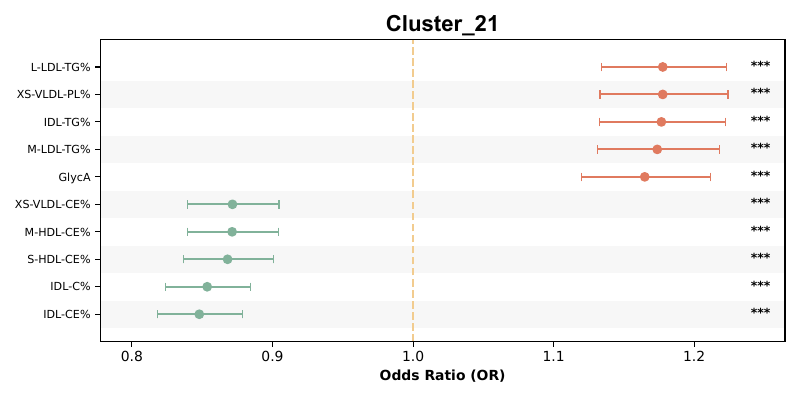 Cluster_21
L-LDL-TG% ***
XS-VLDL-PL% ***
IDL-TG% ***
M-LDL-TG% ***
GlycA ***
XS-VLDL-CE% ***
M-HDL-CE% ***
S-HDL-CE% ***
IDL-C% ***
IDL-CE% ***
0.8 0.9 1.0 1.1 1.2
Odds Ratio (OR)